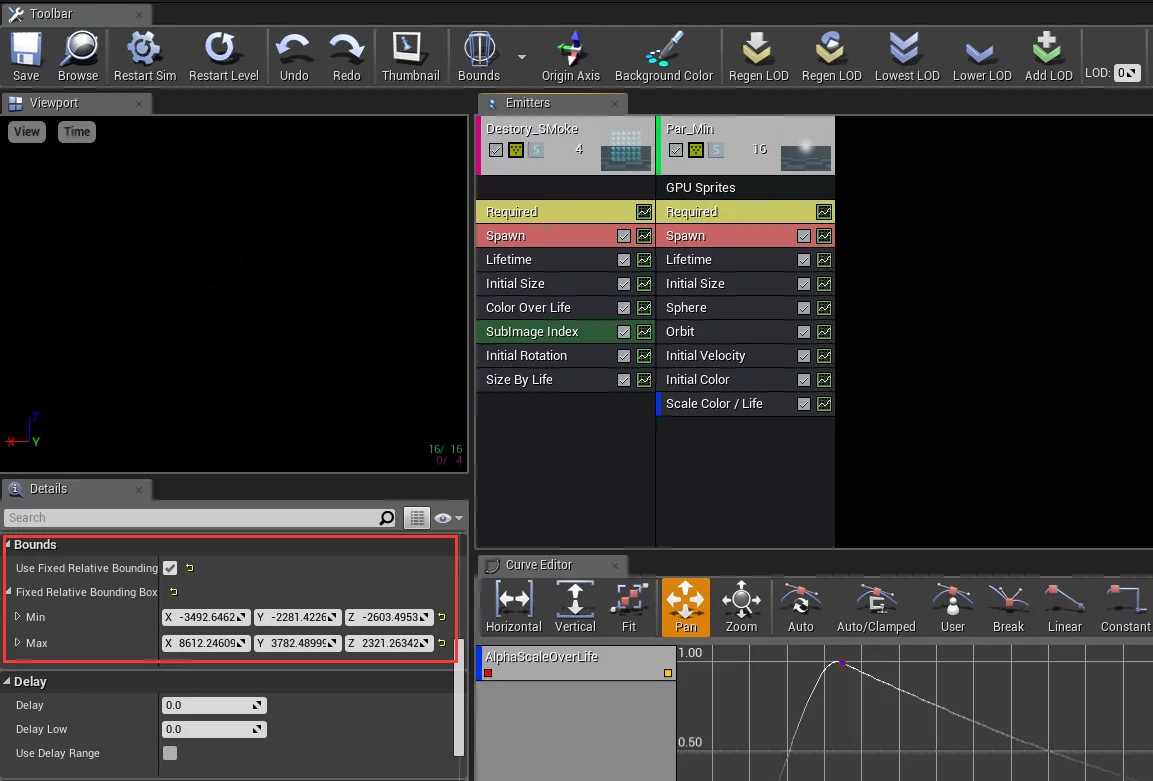 Toolbar
Save
Browse
Restart Sim
Restart Level
Undo
Redo
Thumbnail
Bounds
Origin Axis
Background Color
Regen LOD
Regen LOD
Lowest LOD
Lower LOD
Add LOD
LOD: 0
Viewport
View
Time
Z
X
Y
16/ 16
0/ 4
Emitters
Destory_SMoke
S
4
Par_Min
S
16
GPU Sprites
Required
Required
Spawn
Spawn
Lifetime
Lifetime
Initial Size
Initial Size
Color Over Life
Sphere
SubImage Index
Orbit
Initial Rotation
Initial Velocity
Size By Life
Initial Color
Scale Color / Life
Details
Search
Bounds
Use Fixed Relative Bounding
Fixed Relative Bounding Box
Min X -3492.6462 Y -2281.4226 Z -2603.4953
Max X 8612.24609 Y 3782.48999 Z 2321.26342
Delay
Delay 0.0
Delay Low 0.0
Use Delay Range
Curve Editor
Horizontal
Vertical
Fit
Pan
Zoom
Auto
Auto/Clamped
User
Break
Linear
Constant
AlphaScaleOverLife
1.00
0.50